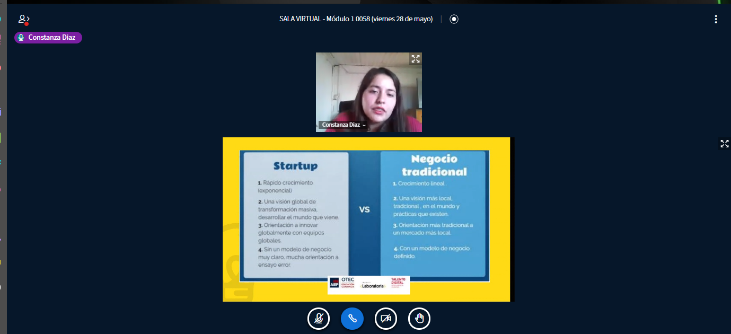 SALA VIRTUAL - Módulo 1 0058 (viernes 28 de mayo)
Constanza Díaz
Constanza Díaz
Startup
1. Rápido crecimiento
(exponencial)
2. Una visión global de
transformación masiva,
desarrollar el mundo que viene.
3. Orientación a innovar
globalmente con equipos
globales.
4. Sin un modelo de negocio
muy claro, mucha orientación a
ensayo error
VS
Negocio
tradicional
1. Crecimiento lineal.
2. Una visión más local,
tradicional, en el mundo y
prácticas que existen.
3. Orientación más tradicional a
un mercado más local.
4. Con un modelo de negocio
definido.
OTEC
Laboratoria
TALENTO
DIGITAL